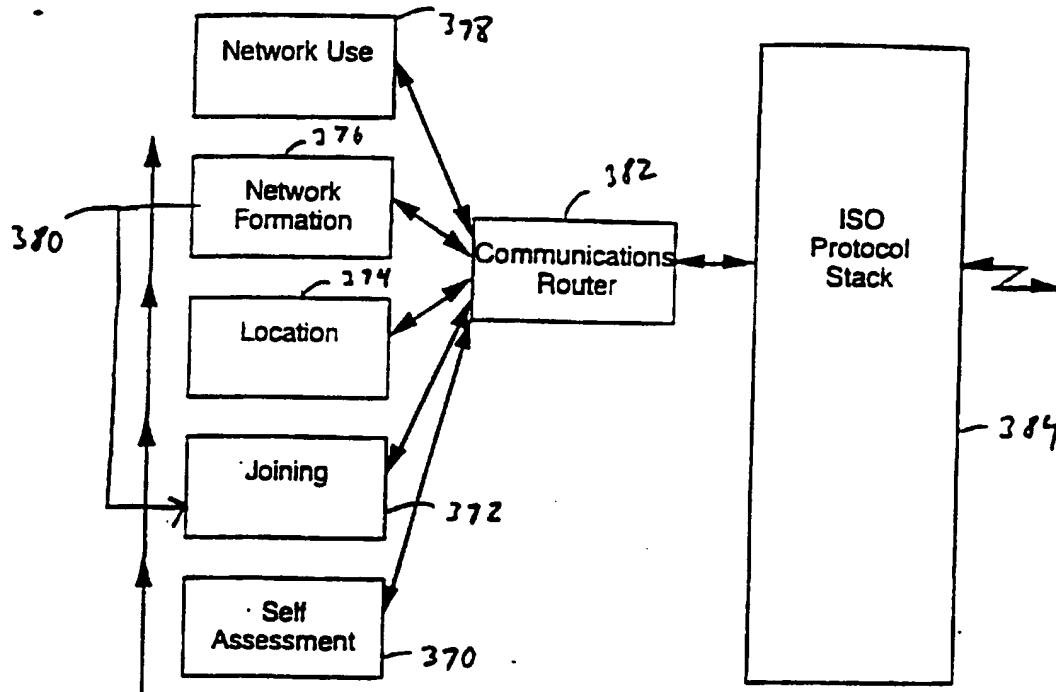 378
Network Use
376
Network
Formation
380
382
Communications
Router
ISO
Protocol
Stack
374
Location
384
Joining
372
Self
Assessment
370